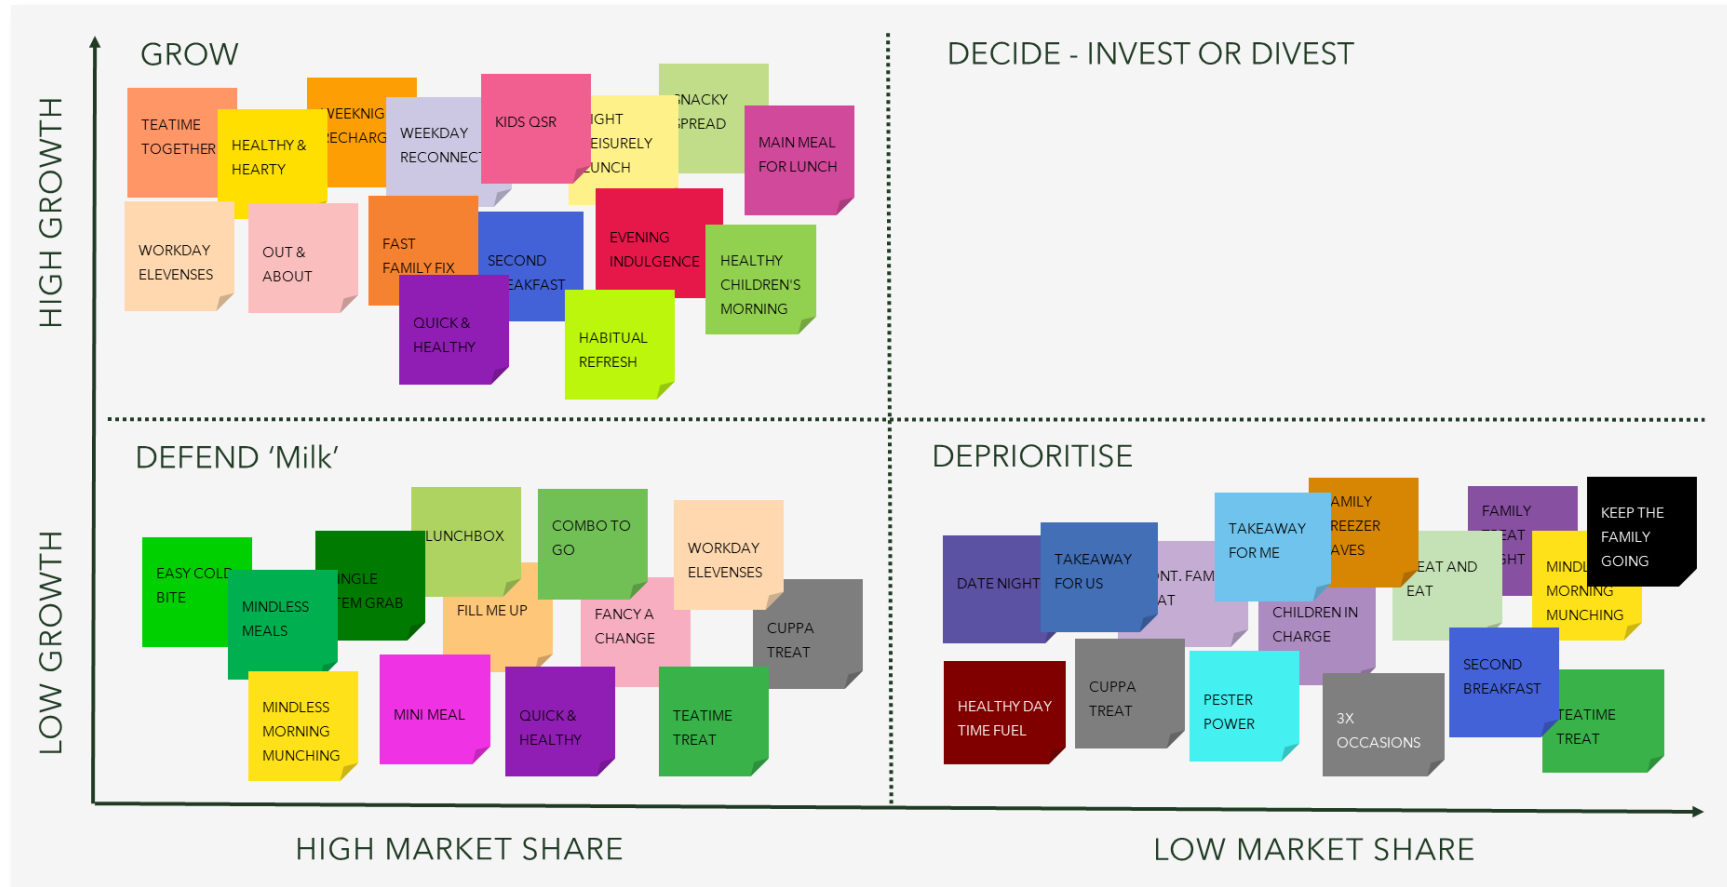 GROW
DECIDE - INVEST OR DIVEST
HIGH GROWTH
TEATIME
TOGETHER
HEALTHY &
HEARTY
WEEKDAY
RECONNECT
KIDS QSR
MAIN MEAL
FOR LUNCH
WORKDAY
ELEVENSES
OUT &
ABOUT
FAST
FAMILY FIX
SECOND
EVENING
INDULGENCE
HEALTHY
CHILDREN'S
MORNING
QUICK &
HEALTHY
HABITUAL
REFRESH
DEFEND 'Milk'
DEPRIORITISE
LOW GROWTH
EASY COLD
BITE
MINDLESS
MEALS
GRAB
LUNCHBOX
COMBO TO
GO
WORKDAY
ELEVENSES
FILL ME UP
FANCY A
CHANGE
CUPPA
TREAT
MINDLESS
MORNING
MUNCHING
MINI MEAL
QUICK &
HEALTHY
TEATIME
TREAT
DATE NIGHT
TAKEAWAY
FOR US
TAKEAWAY
FOR ME
CHILDREN IN
CHARGE
AND
EAT
FAMILY
MORNING
MUNCHING
KEEP THE
FAMILY
GOING
HEALTHY DAY
TIME FUEL
CUPPA
TREAT
PESTER
POWER
3X
OCCASIONS
SECOND
BREAKFAST
TEATIME
TREAT
HIGH MARKET SHARE
LOW MARKET SHARE